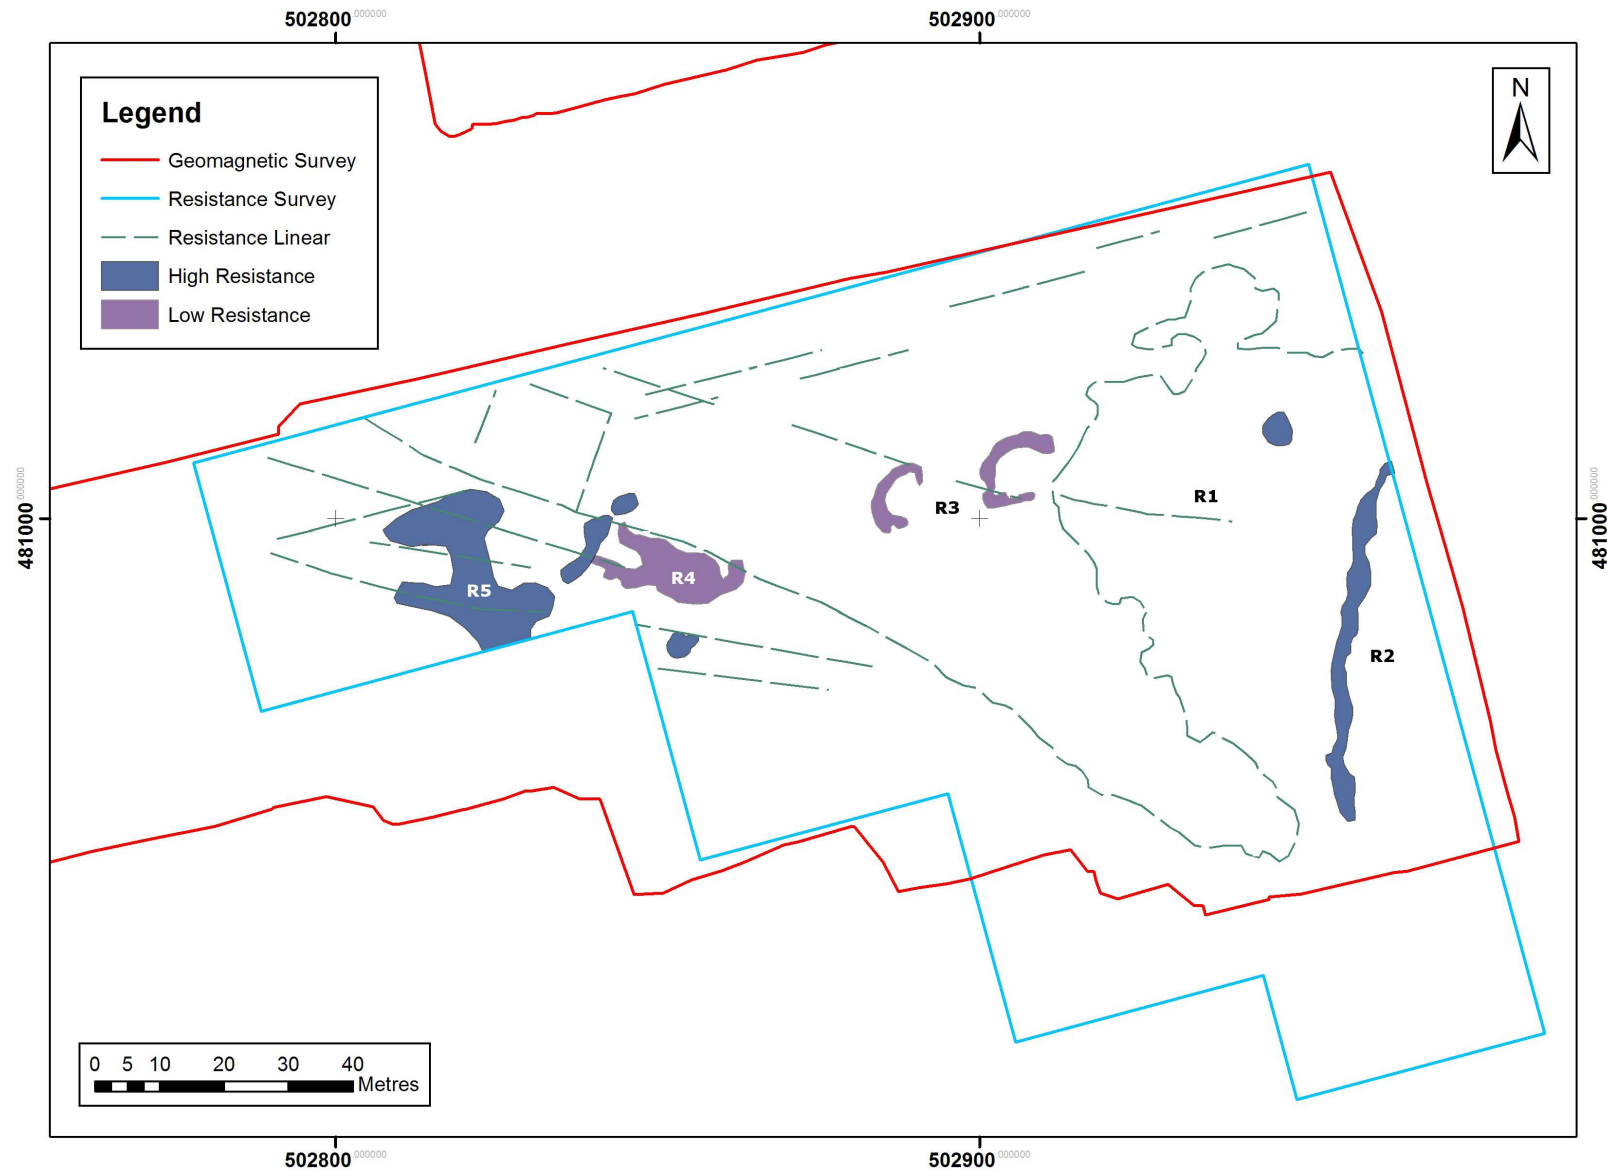 502800.000000
502900.000000
Legend
Geomagnetic Survey
Resistance Survey
Resistance Linear
High Resistance
Low Resistance
N
481000.000000
481000.000000
R1
R3
R4
R5
R2
0 5 10 20 30 40
Metres
502800.000000
502900.000000